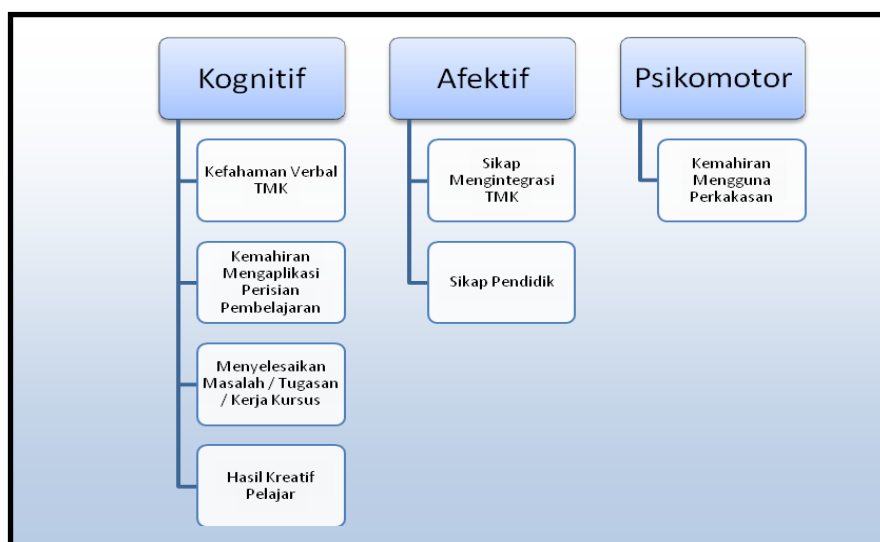 Kognitif
Kefahaman Verbal
TMK
Kemahiran
Mengaplikasi
Perisian
Pembelajaran
Menyelesaikan
Masalah / Tugasan
/ Kerja Kursus
Hasil Kreatif
Pelajar
Afektif
Sikap
Mengintegrasi
TMK
Sikap Pendidik
Psikomotor
Kemahiran
Mengguna
Perkakasan